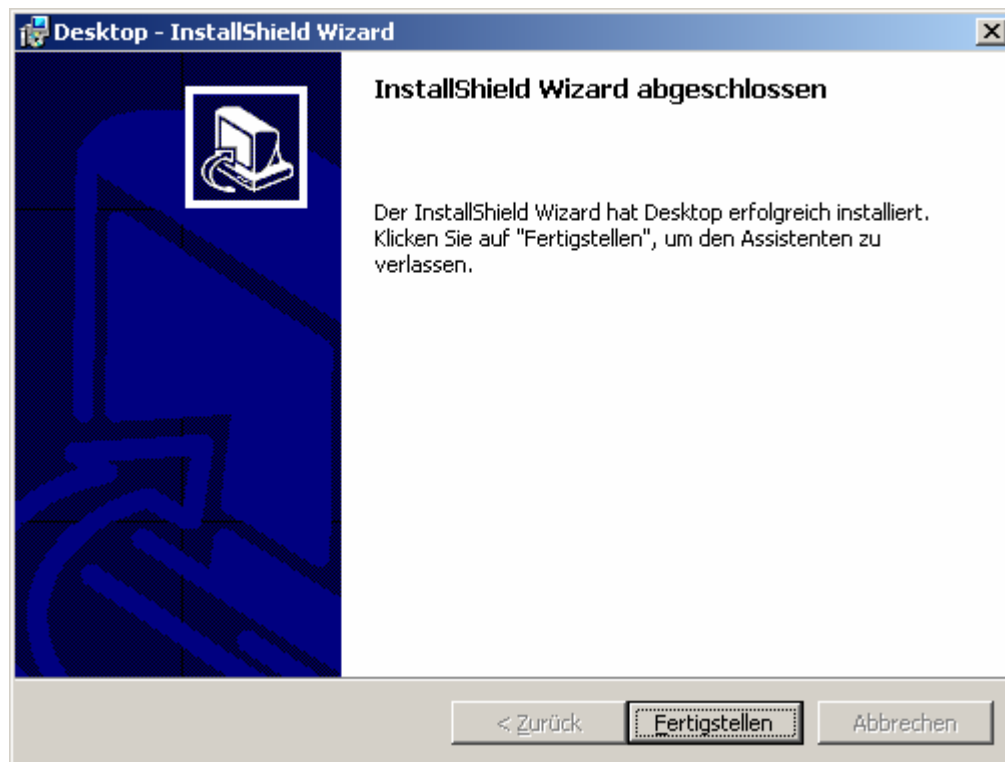 Desktop - InstallShield Wizard
InstallShield Wizard abgeschlossen
Der InstallShield Wizard hat Desktop erfolgreich installiert.
Klicken Sie auf "Fertigstellen", um den Assistenten zu
verlassen.
< Zurück
Fertigstellen
Abbrechen